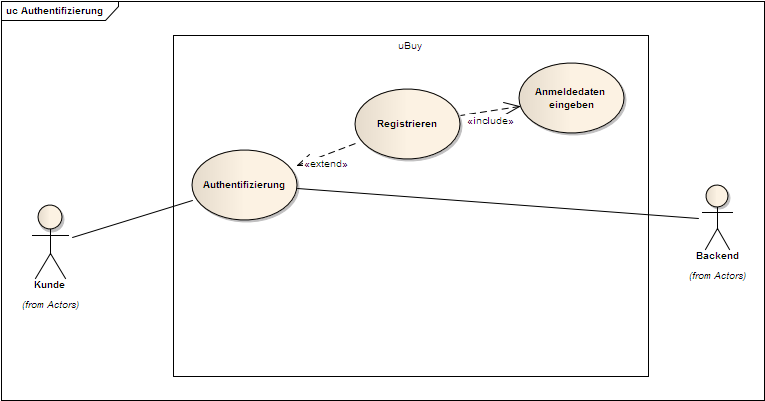 uc Authentifizierung
uBuy
Anmeldedaten
eingeben
Registrieren
«include»
«extend»
Authentifizierung
Backend
(from Actors)
Kunde
(from Actors)